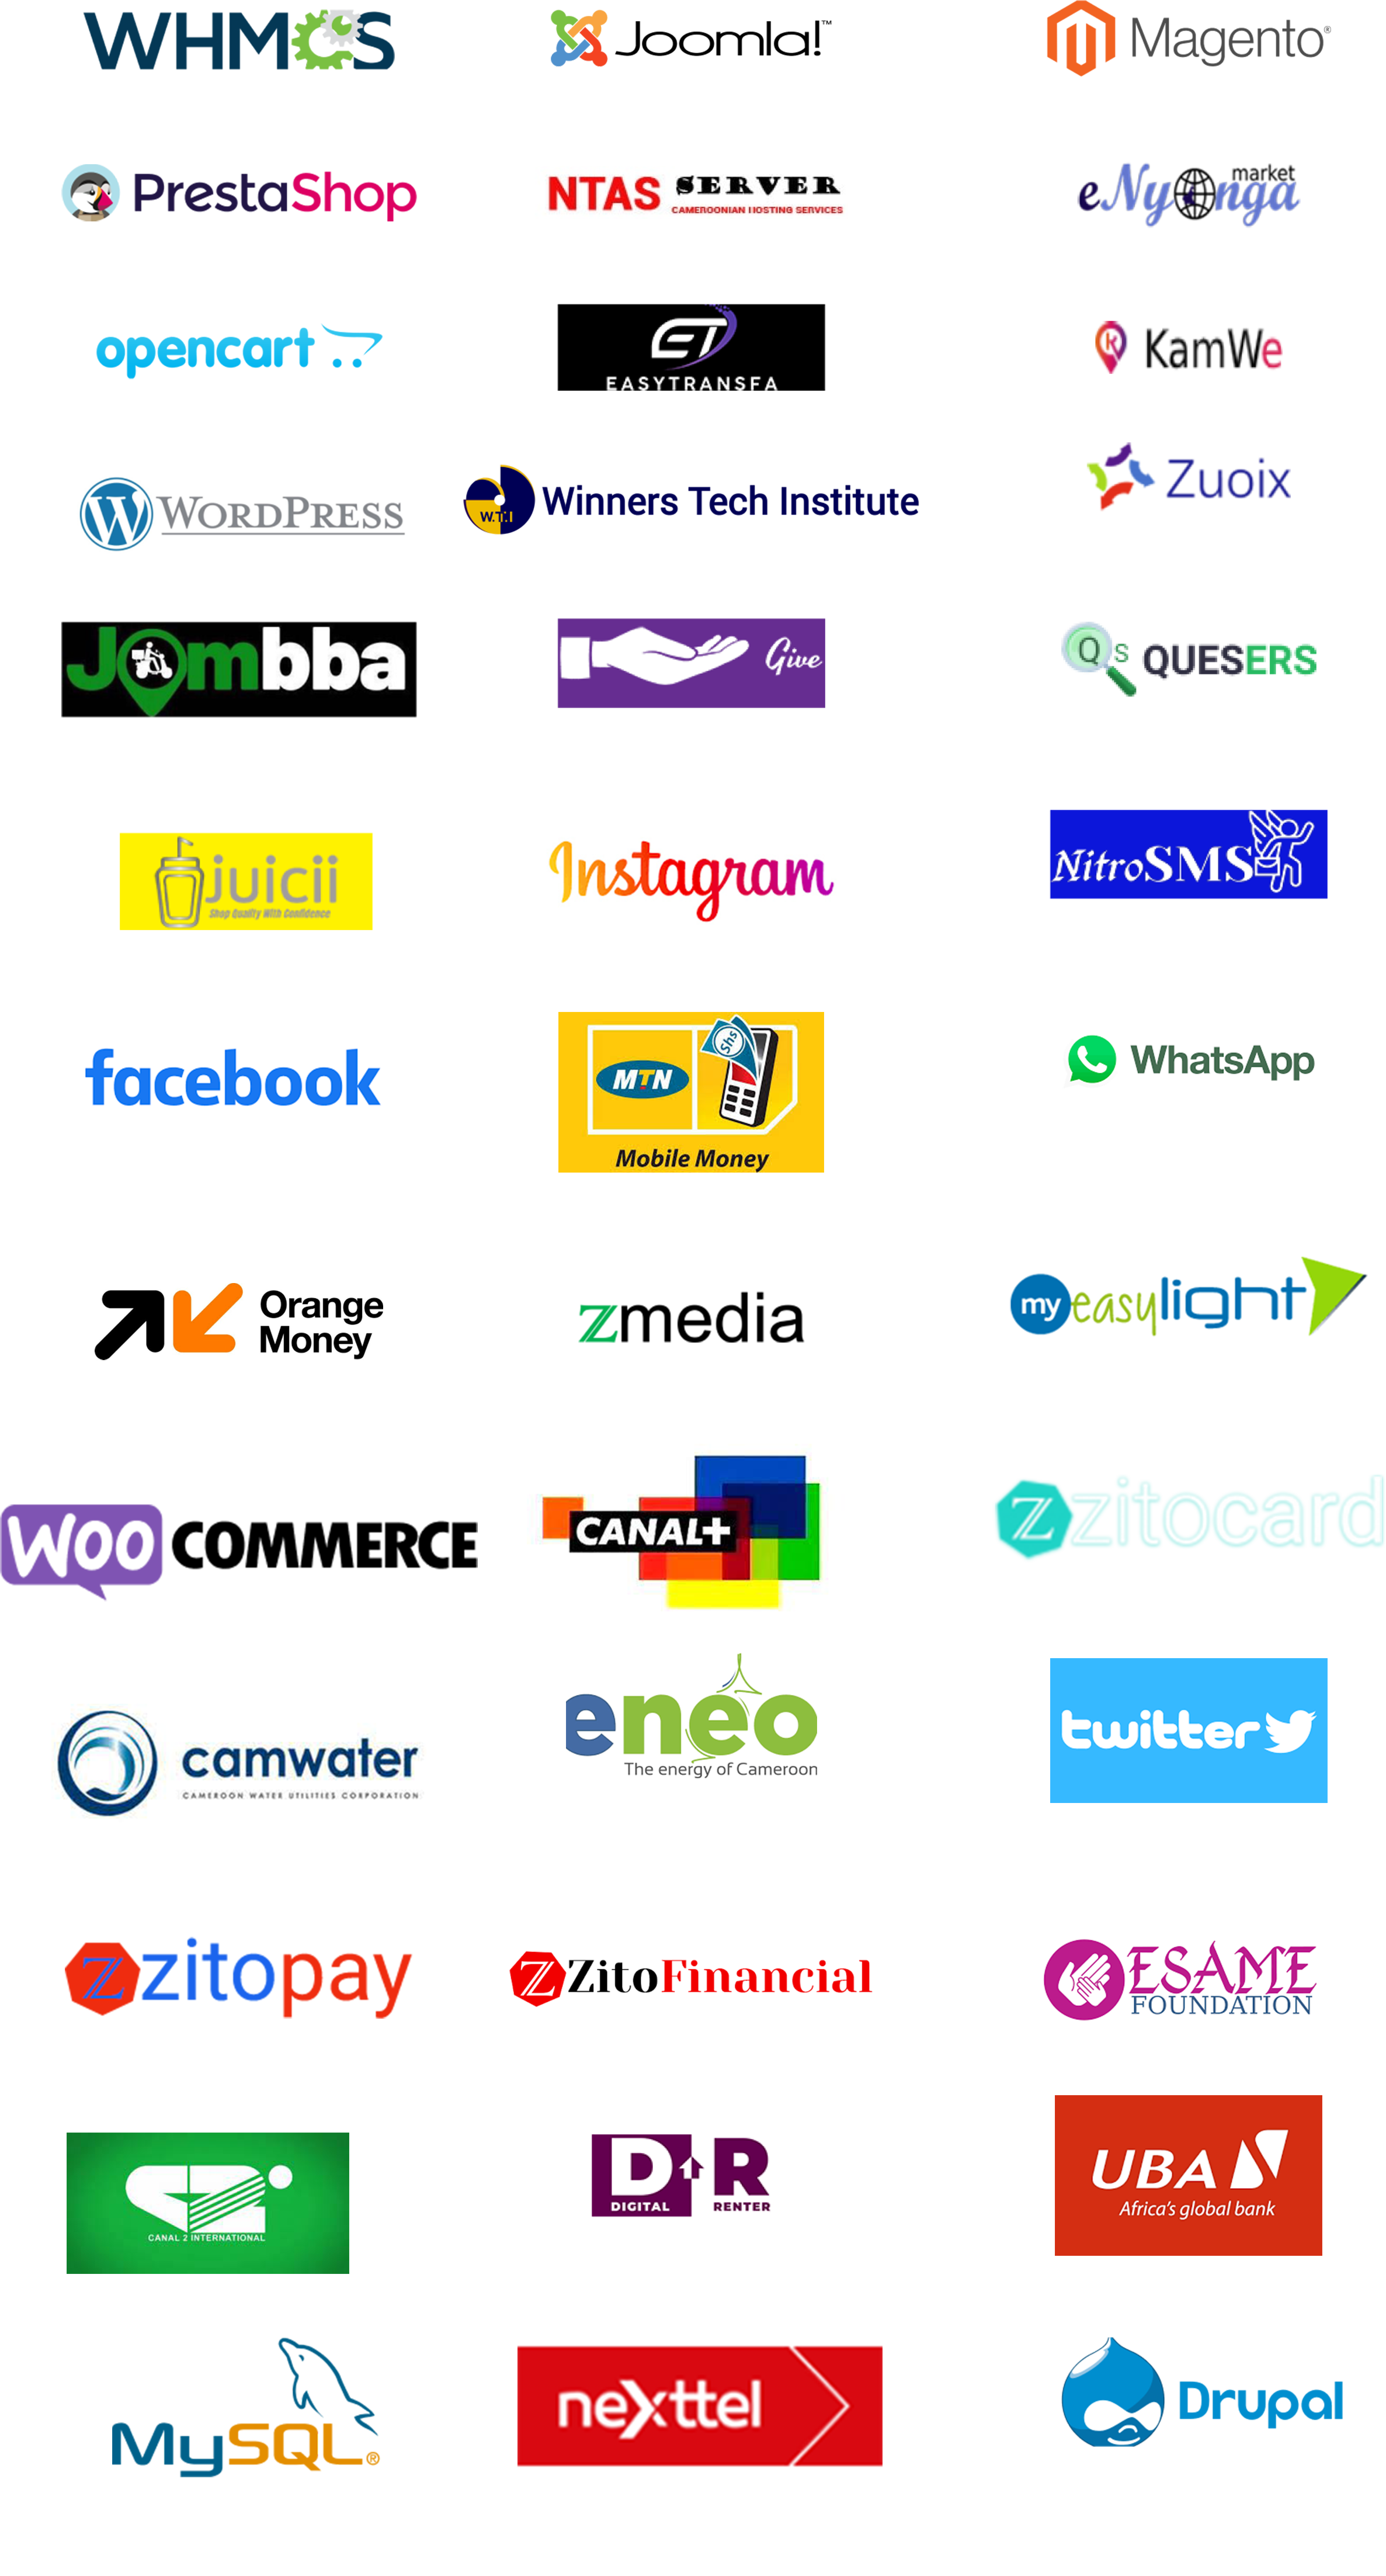 WHMCS
Joomla!™
Magento®
PrestaShop
NTAS SERVER
CAMEROONIAN HOSTING SERVICES
eNyonga market
opencart
ET
EASYTRANSFA
k KamWe
W WORDPRESS
W.T.I Winners Tech Institute
Zuoix
Jombba
Give
Qs QUESERS
juicii
Shop Quality With Confidence
Instagram
NitroSMS
facebook
MTN
Shs
Mobile Money
WhatsApp
Orange
Money
zmedia
my easylight
WOO COMMERCE
CANAL+
Z zitocard
camwater
CAMEROON WATER UTILITIES CORPORATION
eneo
The energy of Cameroon
twitter
Z zitopay
Z ZitoFinancial
ESAME
FOUNDATION
C2
CANAL 2 INTERNATIONAL
D R
DIGITAL RENTER
UBA
Africa's global bank
MySQL®
nexttel
Drupal